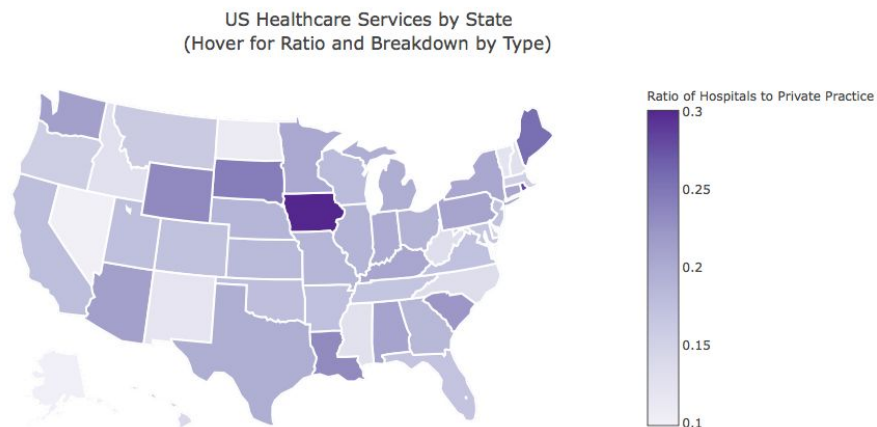 US Healthcare Services by State
(Hover for Ratio and Breakdown by Type)
Ratio of Hospitals to Private Practice
0.3
0.25
0.2
0.15
0.1